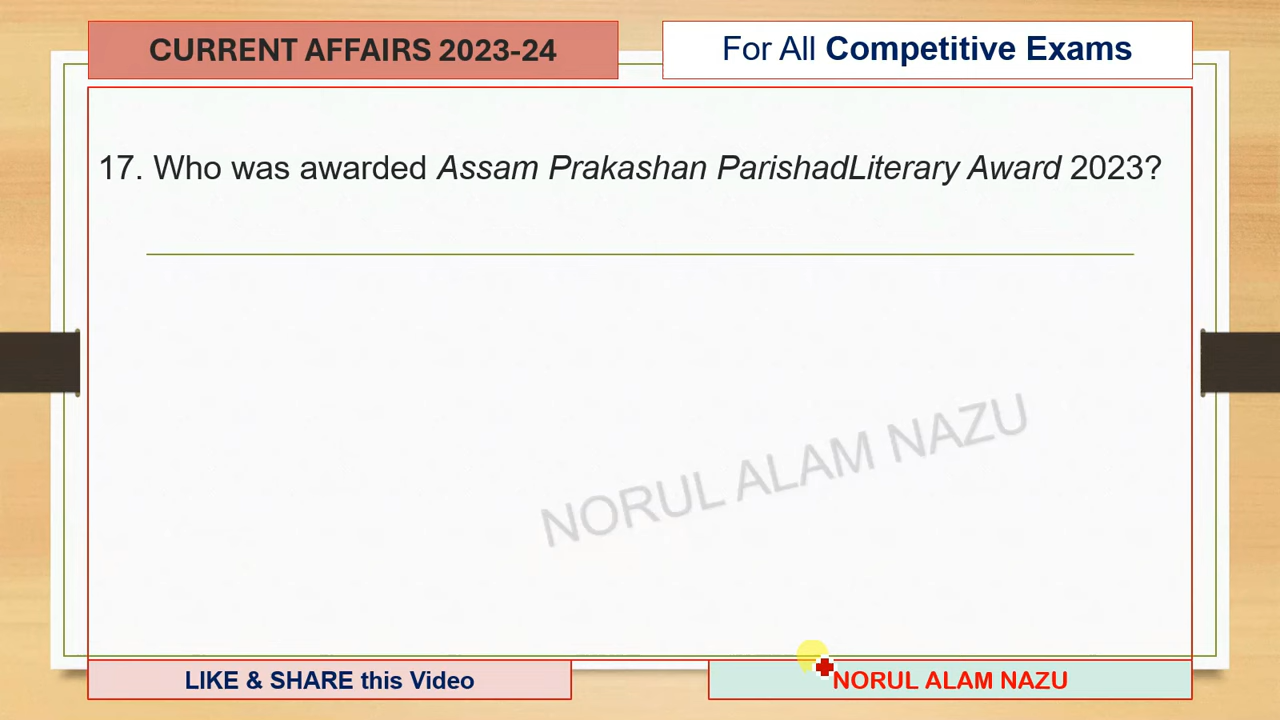 CURRENT AFFAIRS 2023-24
For All Competitive Exams
17. Who was awarded Assam Prakashan ParishadLiterary Award 2023?
NORUL ALAM NAZU
LIKE & SHARE this Video
NORUL ALAM NAZU